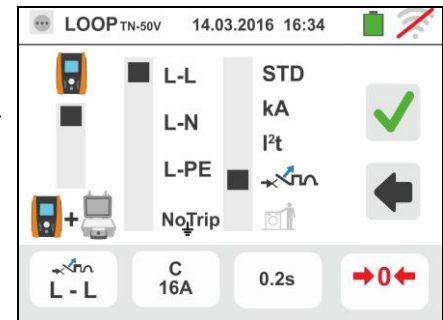 LOOP TN-50V 14.03.2016 16:34
L-L STD
L-N kA
I²t
L-PE
NoTrip
+
L - L
C
16A
0.2s
0